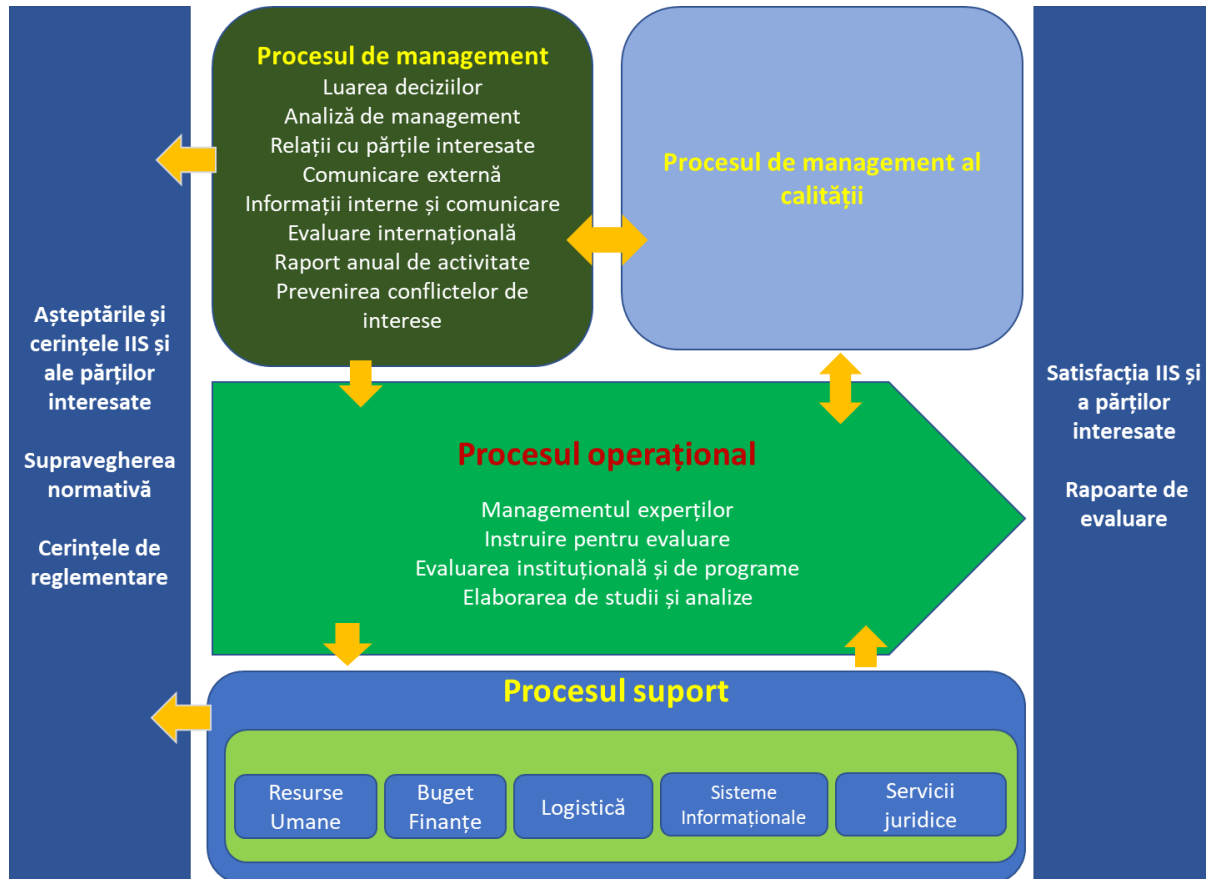 Procesul de management
Luarea deciziilor
Analiză de management
Relații cu părțile interesate
Comunicare externă
Informații interne și comunicare
Evaluare internațională
Raport anual de activitate
Prevenirea conflictelor de
interese
Procesul de management al
calității
Așteptările și
cerințele IIS și
ale părților
interesate
Supravegherea
normativă
Cerințele de
reglementare
Procesul operațional
Managementul experților
Instruire pentru evaluare
Evaluarea instituțională și de programe
Elaborarea de studii și analize
Satisfacția IIS și
a părților
interesate
Rapoarte de
evaluare
Procesul suport
Resurse
Umane
Buget
Finanțe
Logistică
Sisteme
Informaționale
Servicii
juridice